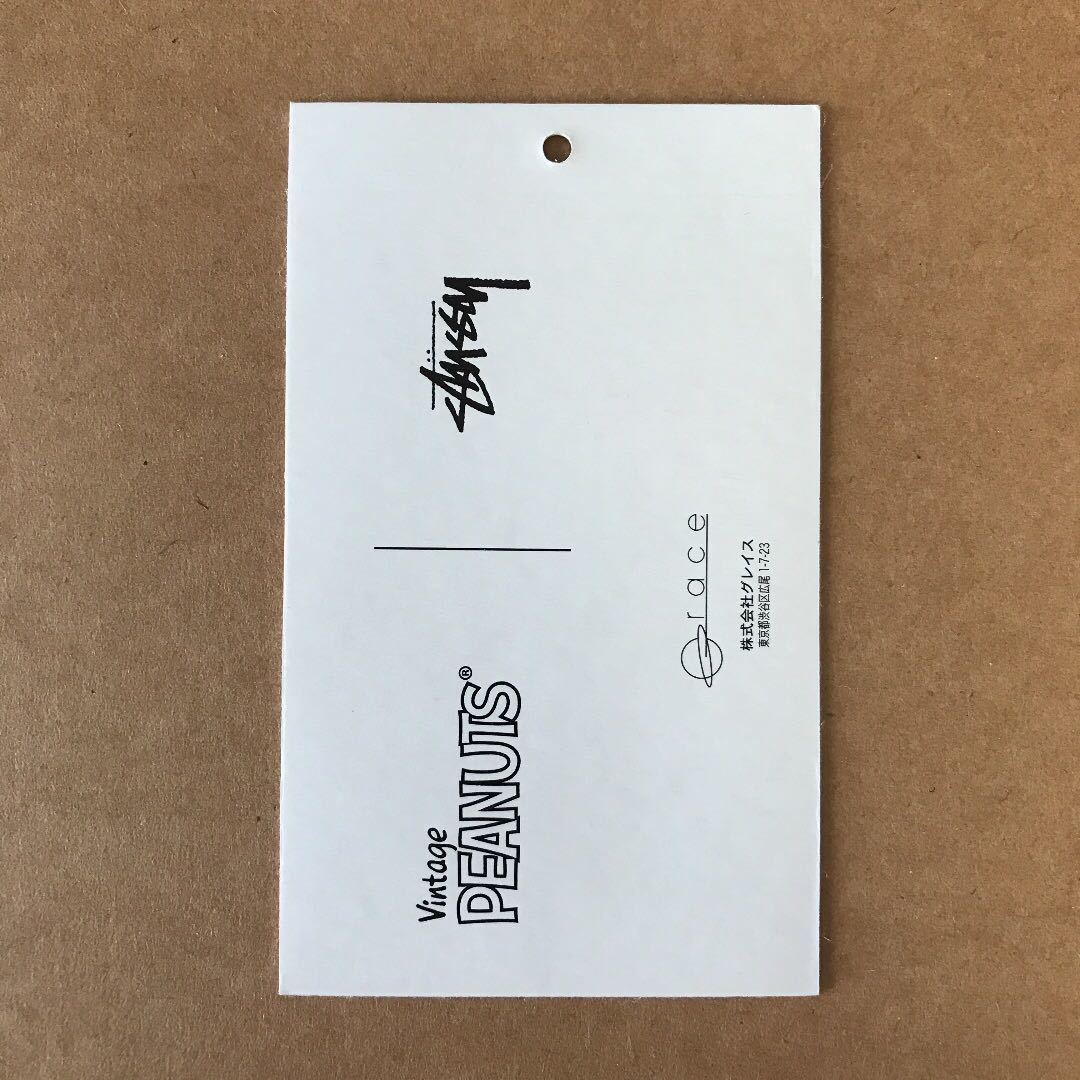 Vintage
PEANUTS®
Stüssy
Grace
株式会社グレイス
東京都渋谷区広尾 1-7-23